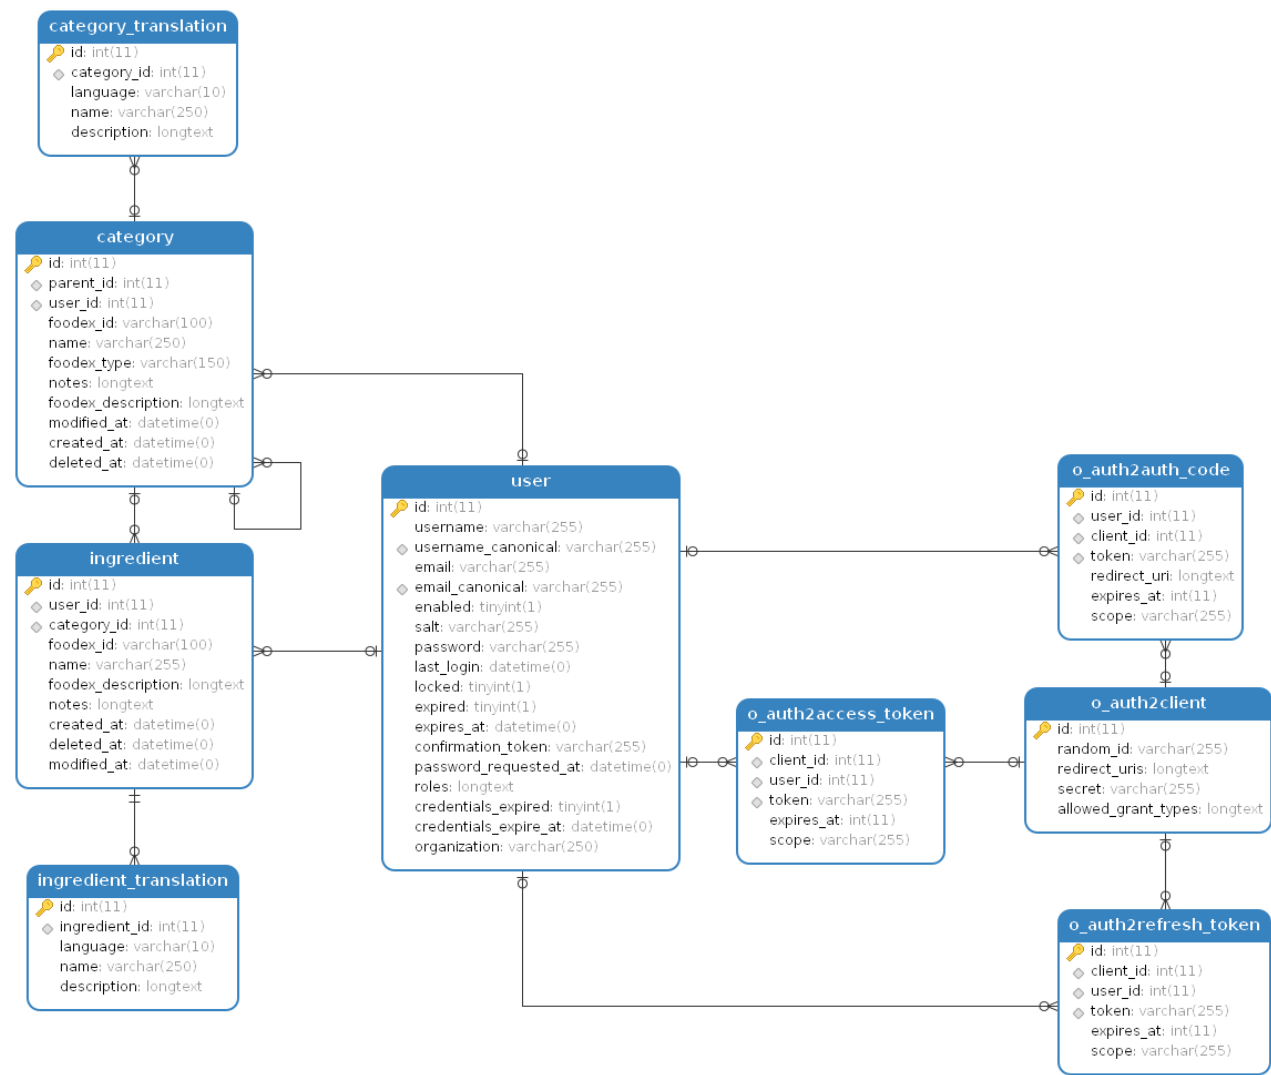 category_translation
id: int(11)
category_id: int(11)
language: varchar(10)
name: varchar(250)
description: longtext
category
id: int(11)
parent_id: int(11)
user_id: int(11)
foodex_id: varchar(100)
name: varchar(250)
foodex_type: varchar(150)
notes: longtext
foodex_description: longtext
modified_at: datetime(0)
created_at: datetime(0)
deleted_at: datetime(0)
ingredient
id: int(11)
user_id: int(11)
category_id: int(11)
foodex_id: varchar(100)
name: varchar(255)
foodex_description: longtext
notes: longtext
created_at: datetime(0)
deleted_at: datetime(0)
modified_at: datetime(0)
ingredient_translation
id: int(11)
ingredient_id: int(11)
language: varchar(10)
name: varchar(250)
description: longtext
user
id: int(11)
username: varchar(255)
username_canonical: varchar(255)
email: varchar(255)
email_canonical: varchar(255)
enabled: tinyint(1)
salt: varchar(255)
password: varchar(255)
last_login: datetime(0)
locked: tinyint(1)
expired: tinyint(1)
expires_at: datetime(0)
confirmation_token: varchar(255)
password_requested_at: datetime(0)
roles: longtext
credentials_expired: tinyint(1)
credentials_expire_at: datetime(0)
organization: varchar(250)
o_auth2access_token
id: int(11)
client_id: int(11)
user_id: int(11)
token: varchar(255)
expires_at: int(11)
scope: varchar(255)
o_auth2auth_code
id: int(11)
user_id: int(11)
client_id: int(11)
token: varchar(255)
redirect_uri: longtext
expires_at: int(11)
scope: varchar(255)
o_auth2client
id: int(11)
random_id: varchar(255)
redirect_uris: longtext
secret: varchar(255)
allowed_grant_types: longtext
o_auth2refresh_token
id: int(11)
client_id: int(11)
user_id: int(11)
token: varchar(255)
expires_at: int(11)
scope: varchar(255)